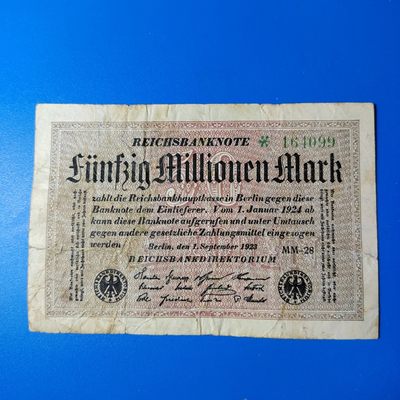 REICHSBANKNOTE * 164099
Fünfzig Millionen Mark
zahlt die Reichsbankhauptkasse in Berlin gegen diese
Banknote dem Einlieferer. Vom 1. Januar 1924 ab
kann diese Banknote aufgerufen und unter Umtausch
gegen andere gesetzliche Zahlungsmittel eingezogen
werden
Berlin, den 1. September 1923
MM-28
REICHSBANKDIREKTORIUM
50